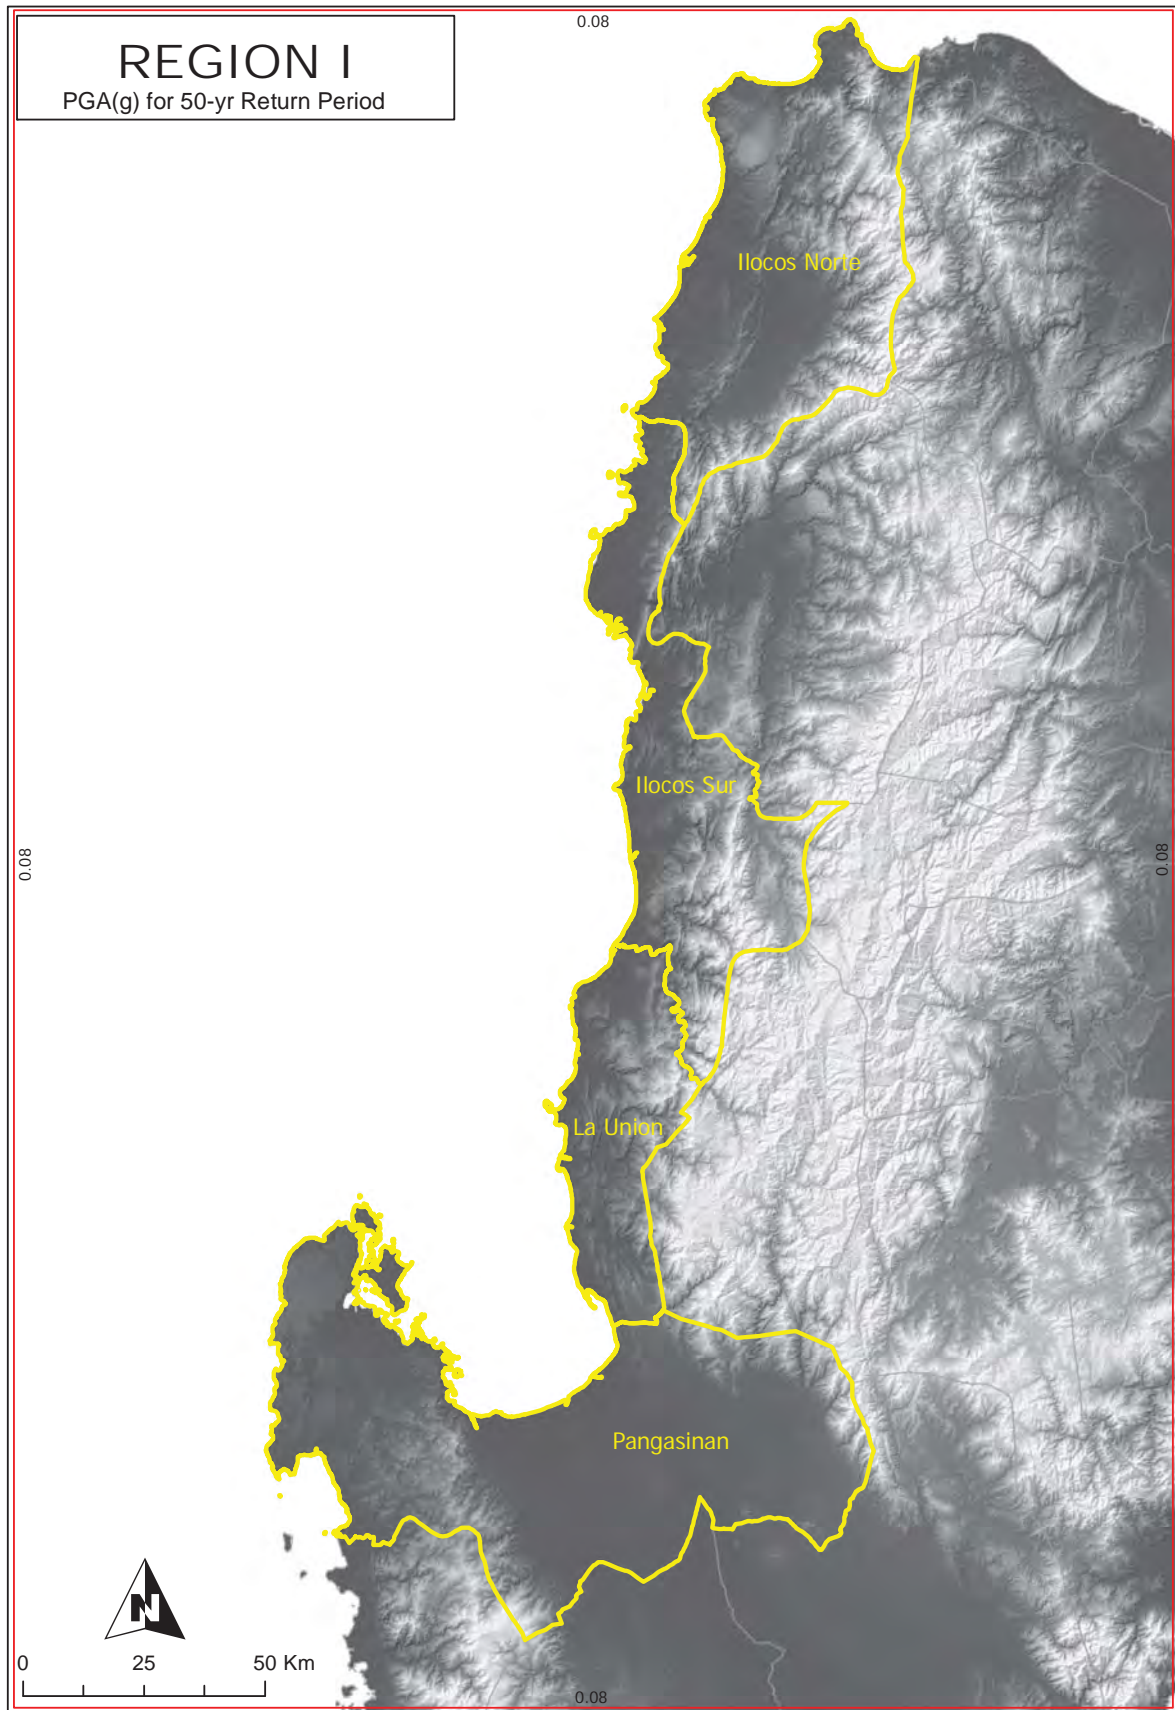 0.08
REGION I
PGA(g) for 50-yr Return Period
Ilocos Norte
Ilocos Sur
0.08
0.08
La Union
Pangasinan
N
0 25 50 Km
0.08